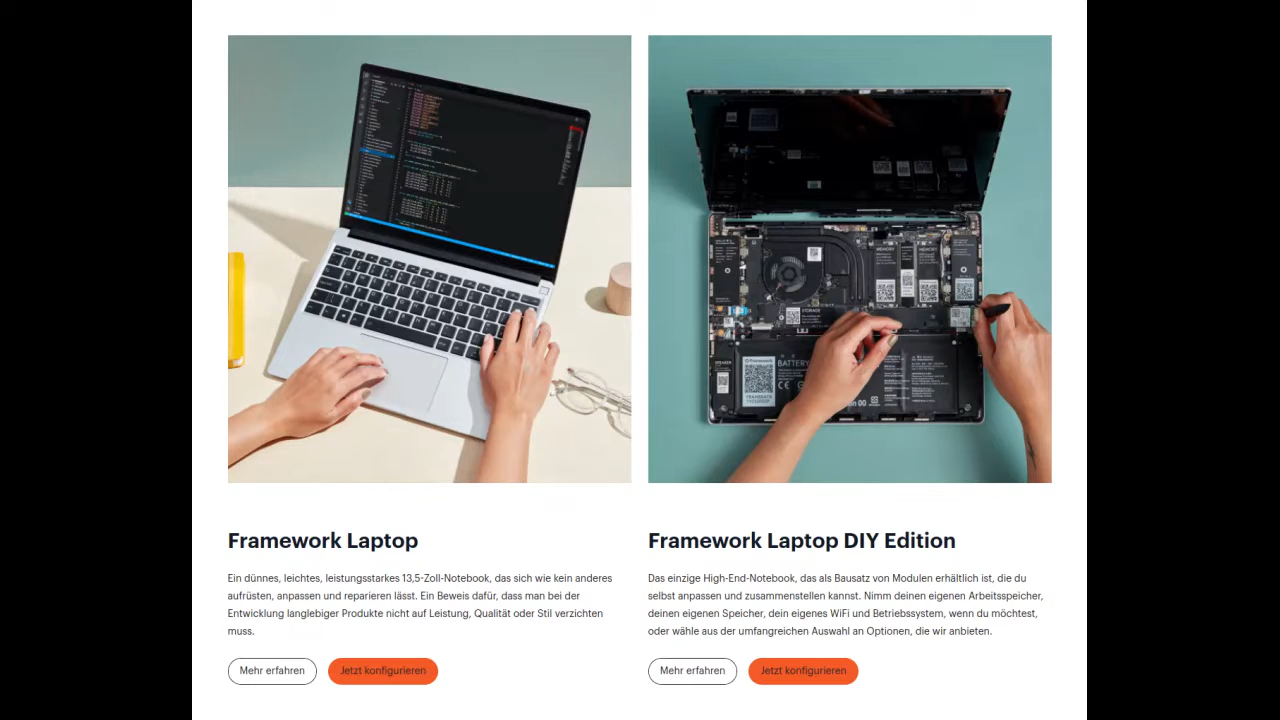 STORAGE
BATTERY
Framework Laptop
Ein dünnes, leichtes, leistungsstarkes 13,5-Zoll-Notebook, das sich wie kein anderes
aufrüsten, anpassen und reparieren lässt. Ein Beweis dafür, dass man bei der
Entwicklung langlebiger Produkte nicht auf Leistung, Qualität oder Stil verzichten
muss.
Mehr erfahren
Jetzt konfigurieren
Framework Laptop DIY Edition
Das einzige High-End-Notebook, das als Bausatz von Modulen erhältlich ist, die du
selbst anpassen und zusammenstellen kannst. Nimm deinen eigenen Arbeitsspeicher,
deinen eigenen Speicher, dein eigenes WiFi und Betriebssystem, wenn du möchtest,
oder wähle aus der umfangreichen Auswahl an Optionen, die wir anbieten.
Mehr erfahren
Jetzt konfigurieren